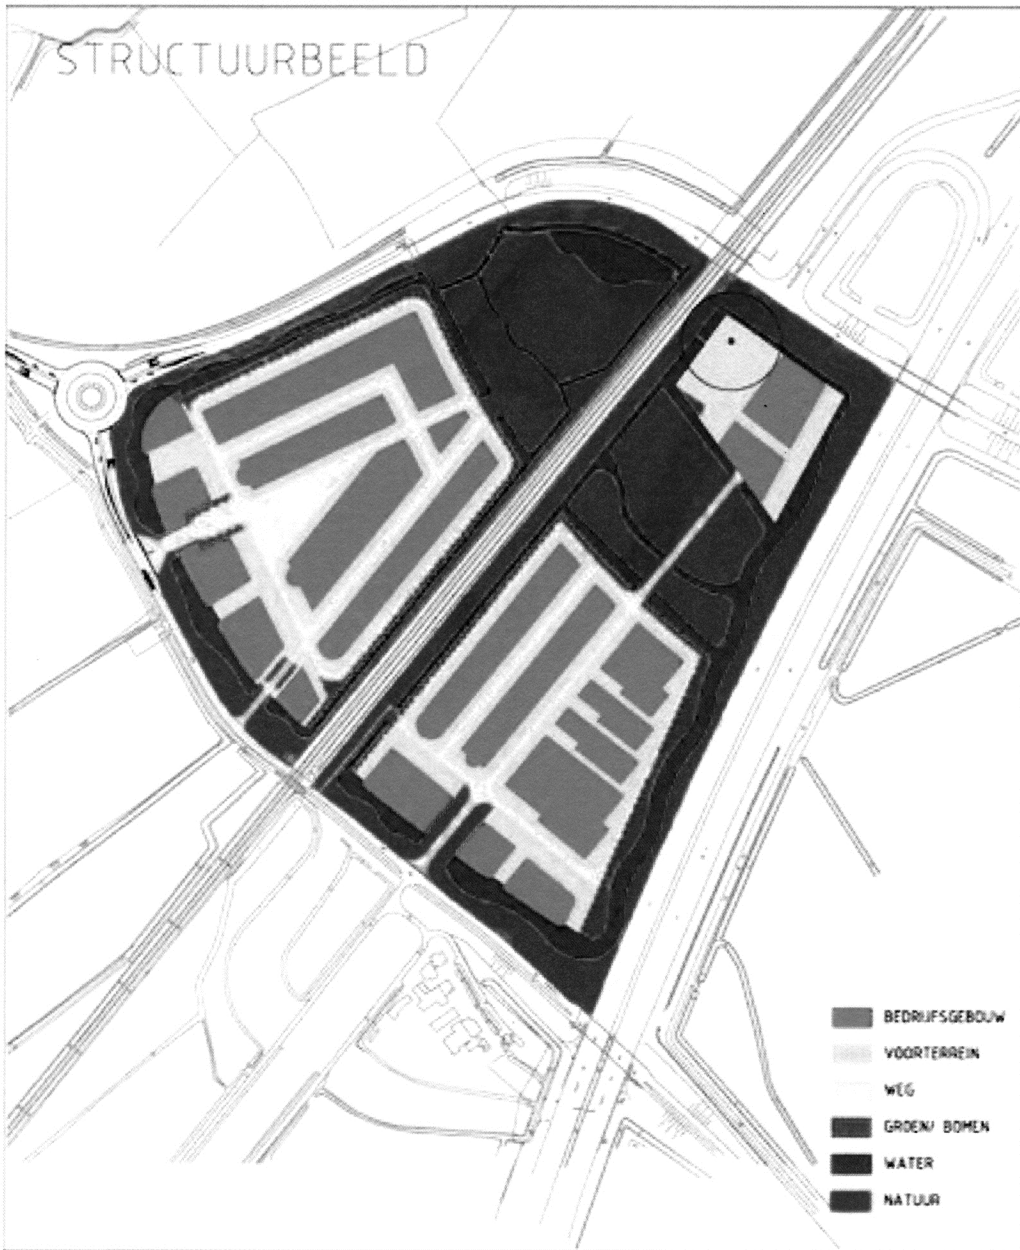 STRUCTUURBEELD
BEDRIJFSGEBOUW
VOORTERREIN
WEG
GROEN/ BOMEN
WATER
NATUUR